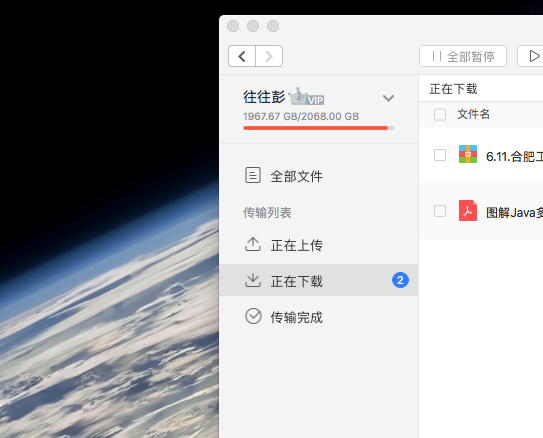 全部暂停
往往彭 VIP
1967.67 GB/2068.00 GB
全部文件
传输列表
正在上传
正在下载 2
传输完成
正在下载
文件名
6.11.合肥工
图解Java多